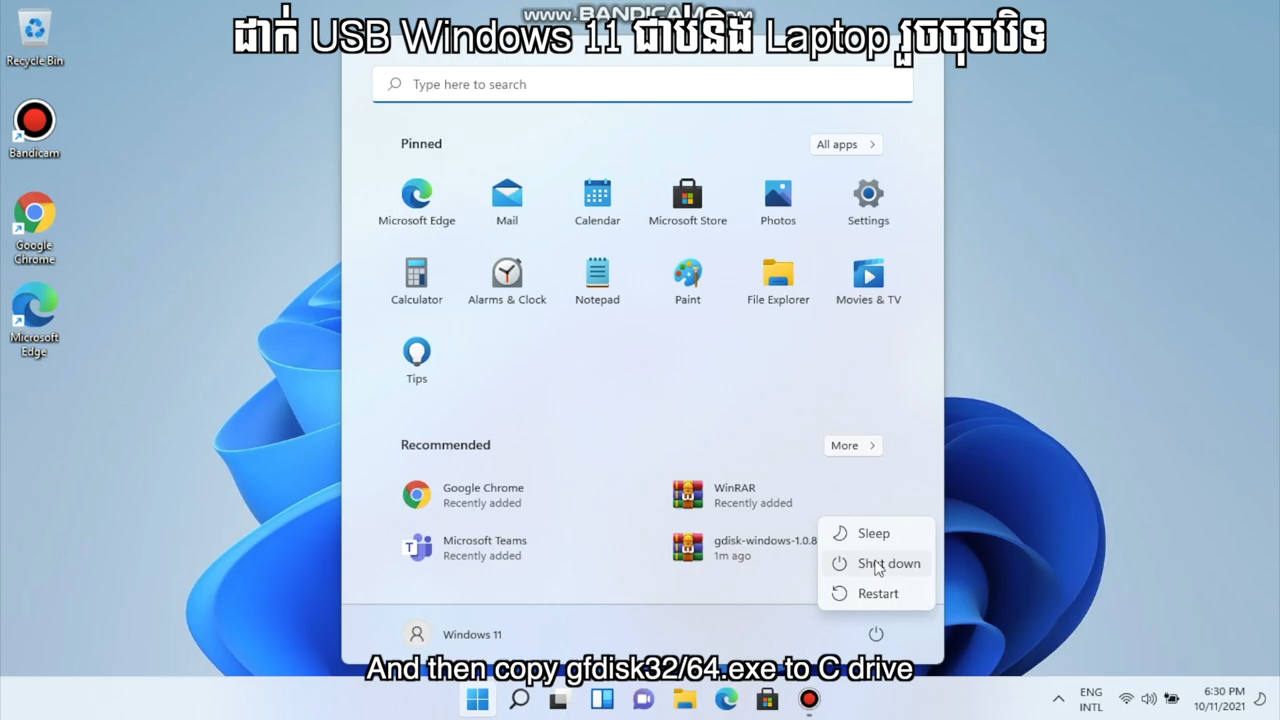 www.BANDICAM.com
ដាក់ USB Windows 11 ជាប់និង Laptop រួចចុចបិទ
Recycle Bin
Bandicam
Google
Chrome
Microsoft
Edge
Type here to search
Pinned
All apps
Microsoft Edge
Mail
Calendar
Microsoft Store
Photos
Settings
Calculator
Alarms & Clock
Notepad
Paint
File Explorer
Movies & TV
Tips
Recommended
More
Google Chrome
Recently added
WinRAR
Recently added
Microsoft Teams
Recently added
gdisk-windows-1.0.8
1m ago
Sleep
Shut down
Restart
Windows 11
And then copy gfdisk32/64.exe to C drive
ENG
INTL
6:30 PM
10/11/2021